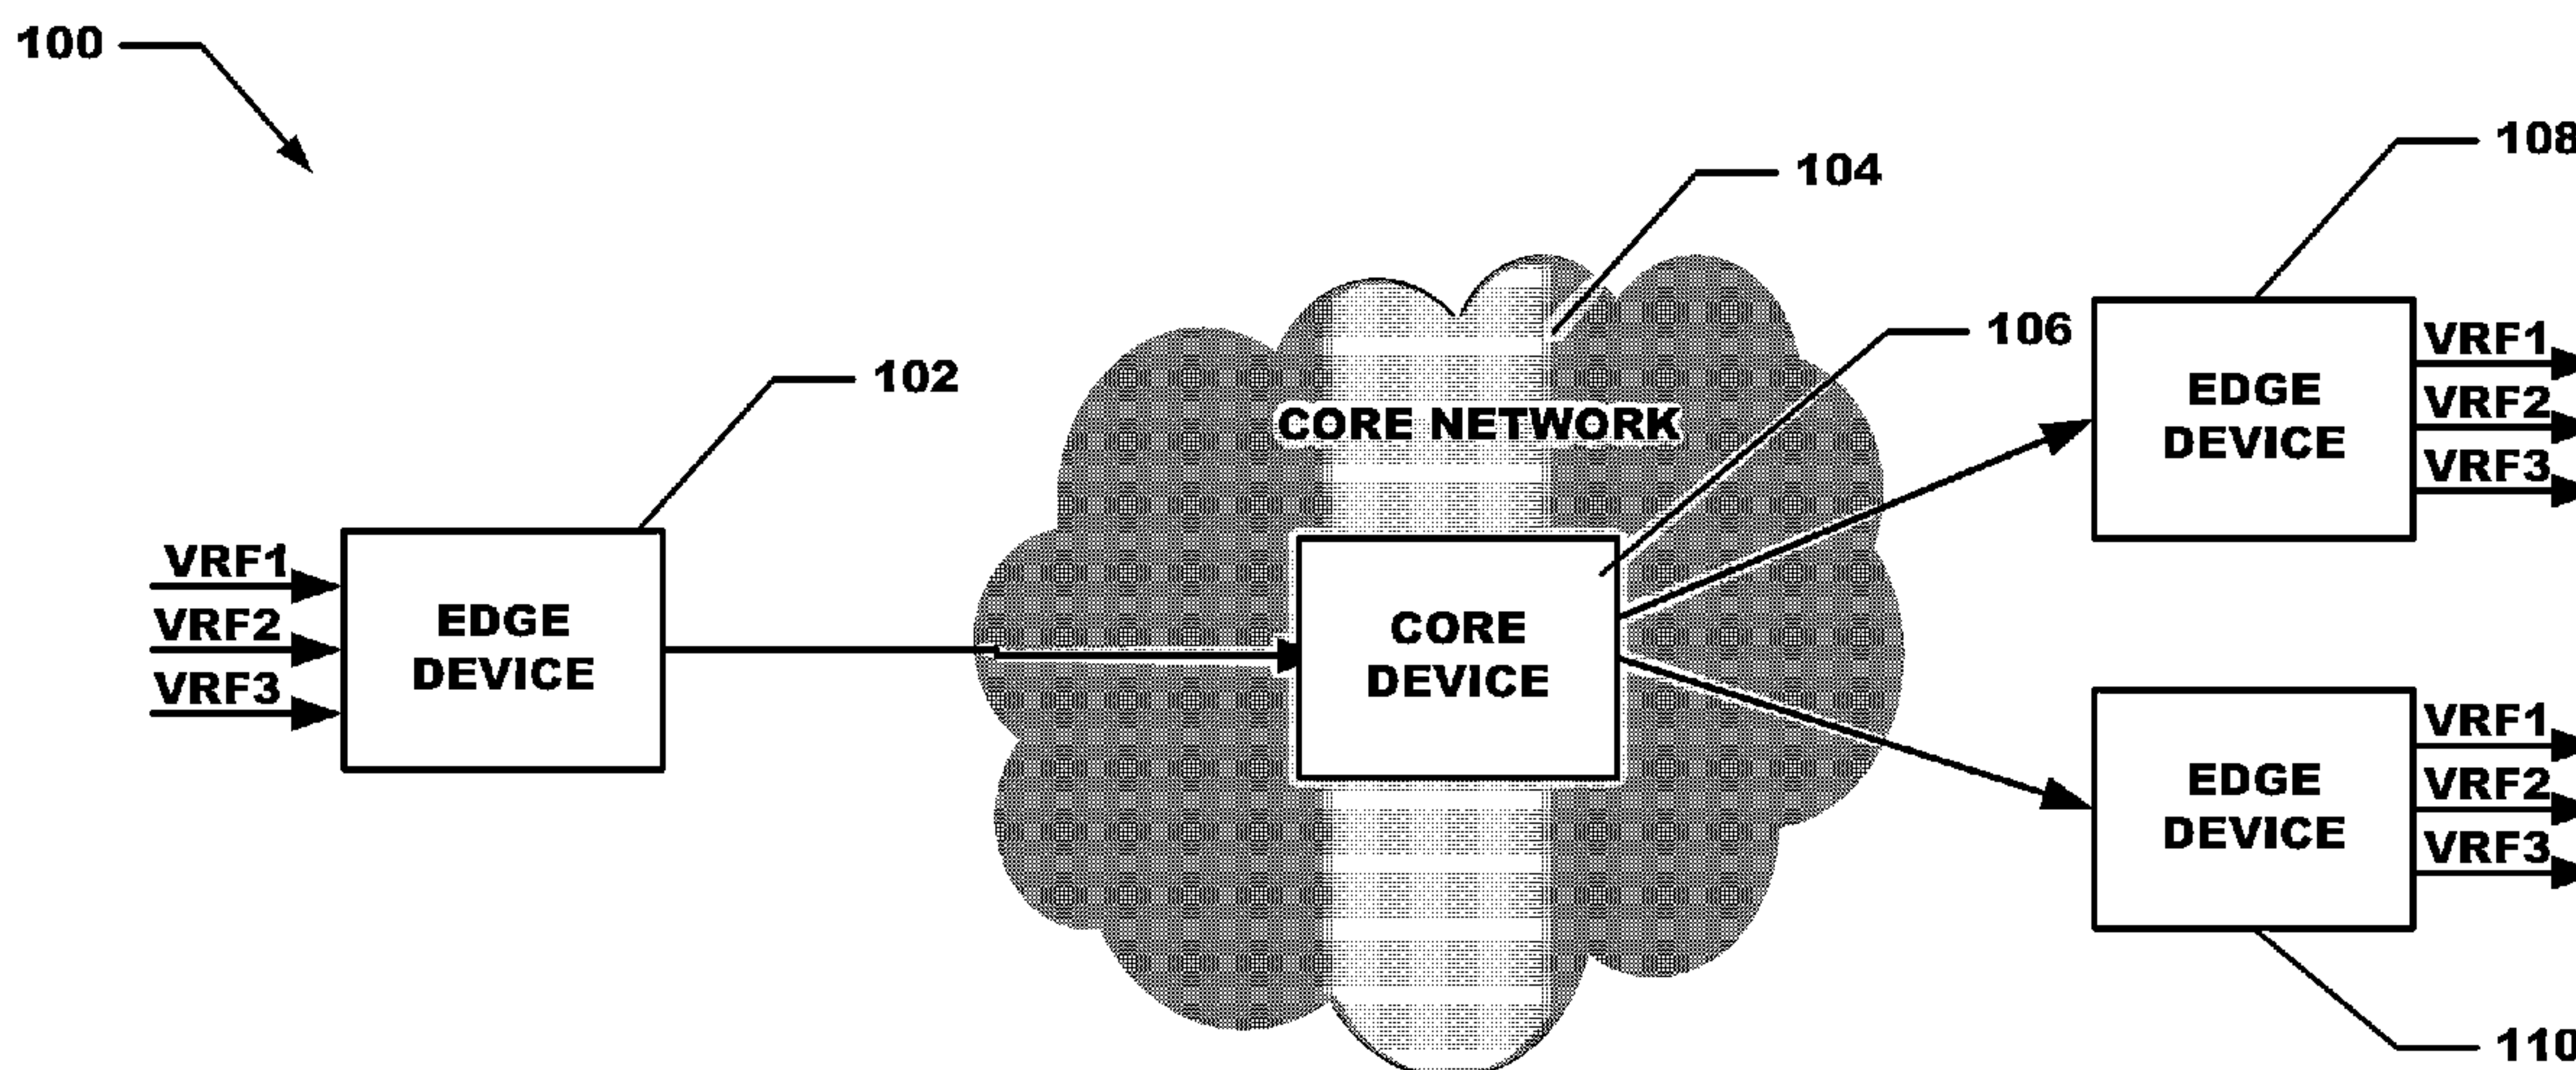 100
108
104
106
102
CORE NETWORK
VRF1
VRF2
VRF3
EDGE
DEVICE
VRF1
VRF2
VRF3
EDGE
DEVICE
CORE
DEVICE
EDGE
DEVICE
VRF1
VRF2
VRF3
110